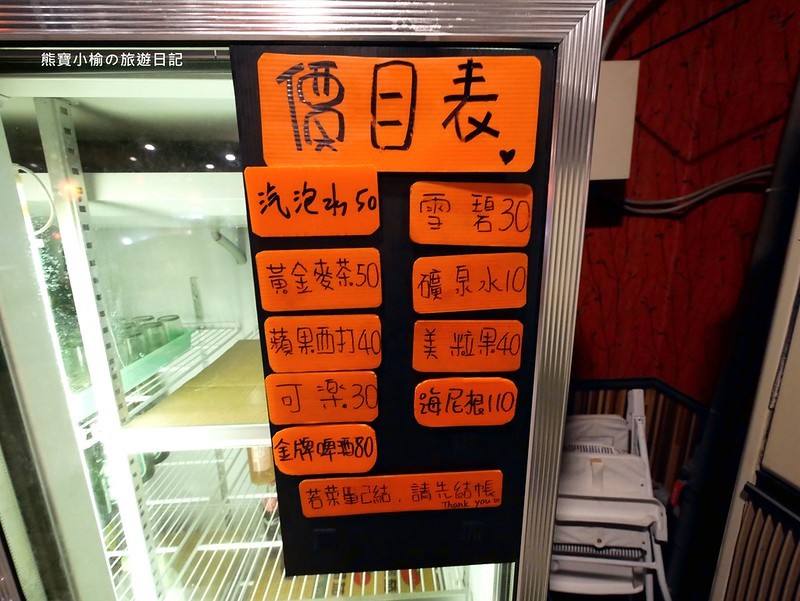 熊寶小榆の旅遊日記
價目表
汽泡水50
雪碧30
黃金麥茶50
礦泉水10
蘋果西打40
美粒果40
可楽30
海尼根110
金牌啤酒80
若菜單已結，請先結帳
Thank you